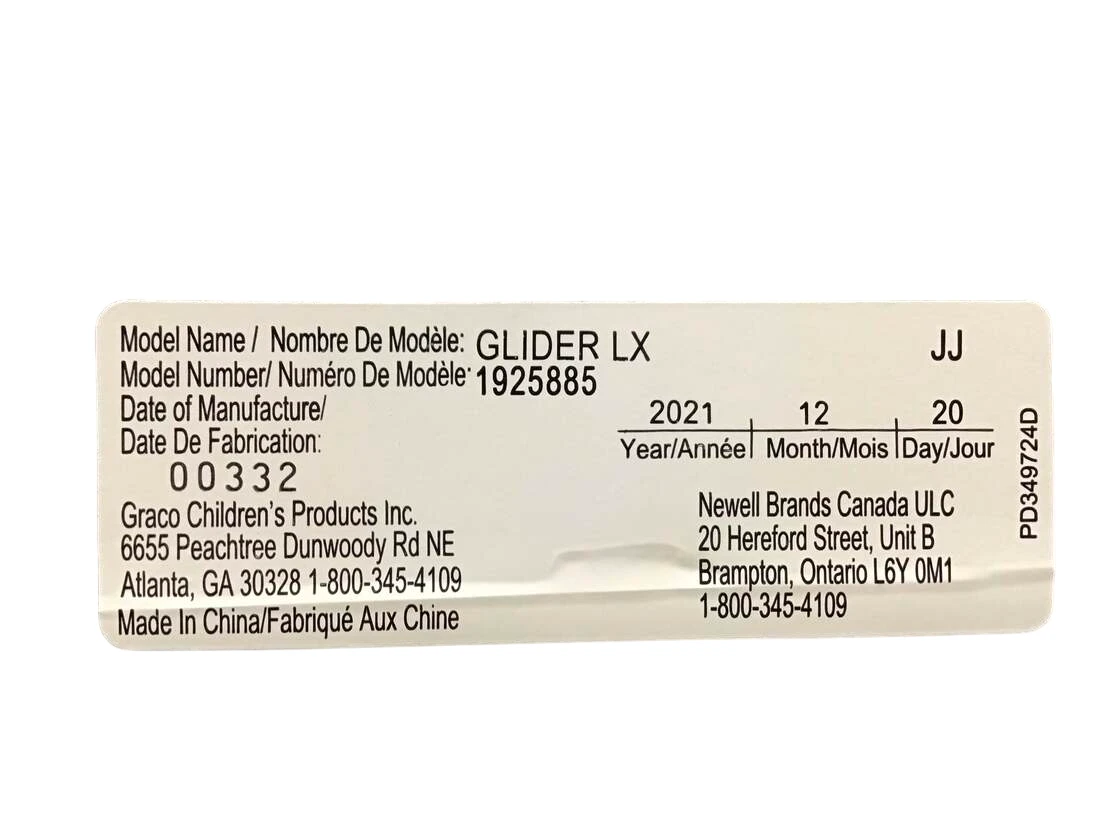 Model Name / Nombre De Modèle: GLIDER LX
JJ
Model Number/ Numéro De Modèle: 1925885
Date of Manufacture/
Date De Fabrication:
2021 12 20
Year/Année Month/Mois Day/Jour
00332
Graco Children's Products Inc.
6655 Peachtree Dunwoody Rd NE
Atlanta, GA 30328 1-800-345-4109
Made In China/Fabriqué Aux Chine
Newell Brands Canada ULC
20 Hereford Street, Unit B
Brampton, Ontario L6Y 0M1
1-800-345-4109
PD349724D